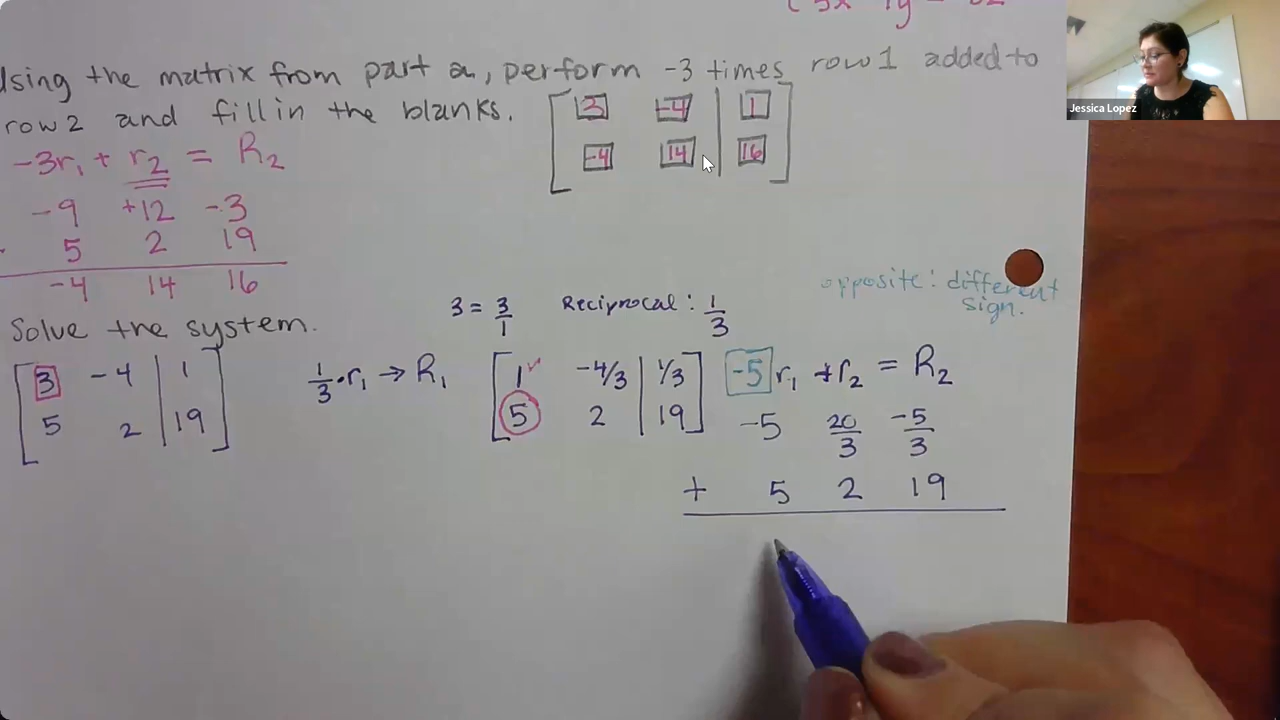 Using the matrix from part a, perform -3 times row 1 added to
row 2 and fill in the blanks.
[3 -4 | 1]
[-4 14 | 16]
-3r₁ + r₂ = R₂
-9 +12 -3
5 2 19
-4 14 16
opposite: different
sign.
3 = 3/1 Reciprocal: 1/3
Solve the system.
[3 -4 | 1]
[5 2 | 19]
1/3 • r₁ → R₁
[1 -4/3 | 1/3]
[5 2 | 19]
-5 r₁ + r₂ = R₂
-5 20/3 -5/3
+ 5 2 19
Jessica Lopez